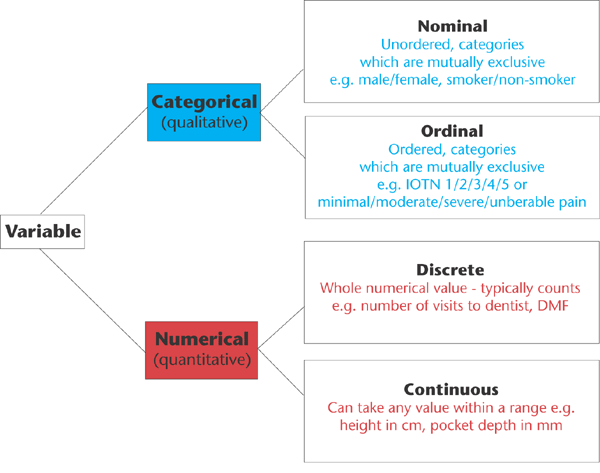 Nominal
Unordered, categories
which are mutually exclusive
e.g. male/female, smoker/non-smoker
Categorical
(qualitative)
Ordinal
Ordered, categories
which are mutually exclusive
e.g. IOTN 1/2/3/4/5 or
minimal/moderate/severe/unberable pain
Variable
Discrete
Whole numerical value - typically counts
e.g. number of visits to dentist, DMF
Numerical
(quantitative)
Continuous
Can take any value within a range e.g.
height in cm, pocket depth in mm